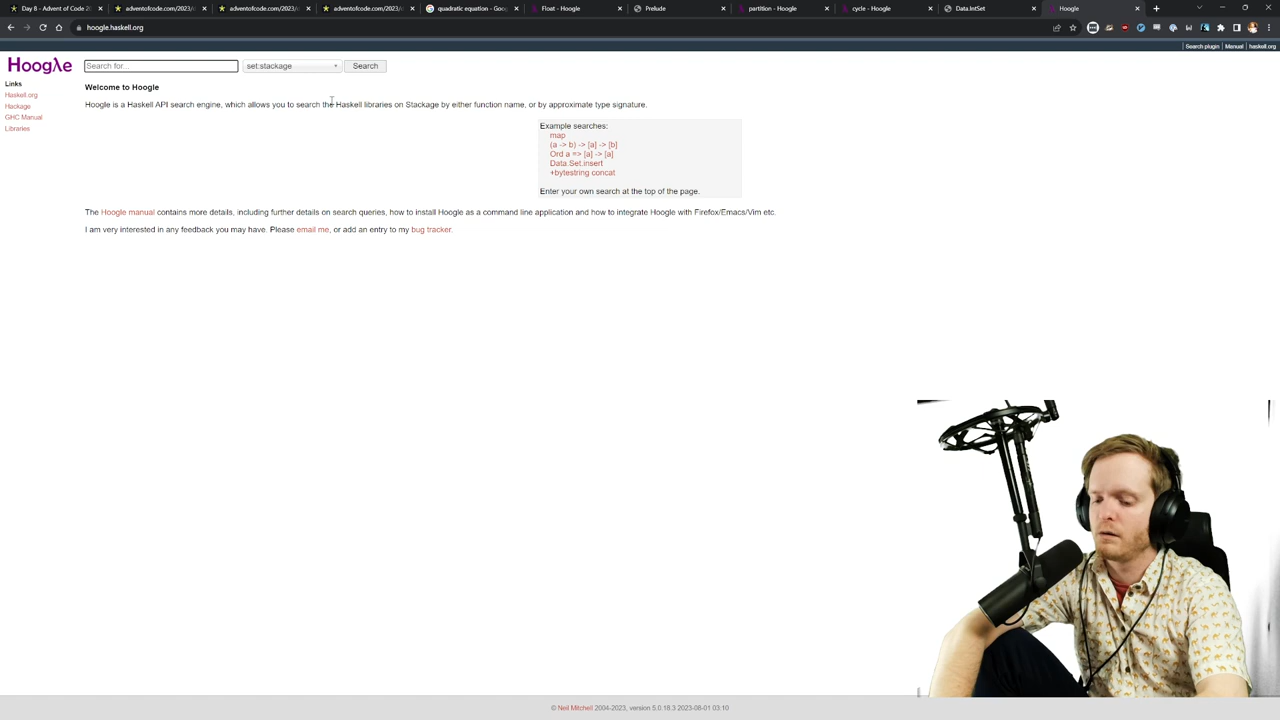 Day 8 - Advent of Code 20
adventofcode.com/2023/d
adventofcode.com/2023/d
adventofcode.com/2023/d
quadratic equation - Goo
Float - Hoogle
Prelude
partition - Hoogle
cycle - Hoogle
Data.IntSet
Hoogle
hoogle.haskell.org
Search plugin | Manual | haskell.org
Hoogλe
Search for...
set:stackage
Search
Links
Haskell.org
Hackage
GHC Manual
Libraries
Welcome to Hoogle
Hoogle is a Haskell API search engine, which allows you to search the Haskell libraries on Stackage by either function name, or by approximate type signature.
Example searches:
map
(a -> b) -> [a] -> [b]
Ord a => [a] -> [a]
Data.Set.insert
+bytestring concat
Enter your own search at the top of the page.
The Hoogle manual contains more details, including further details on search queries, how to install Hoogle as a command line application and how to integrate Hoogle with Firefox/Emacs/Vim etc.
I am very interested in any feedback you may have. Please email me, or add an entry to my bug tracker.
© Neil Mitchell 2004-2023, version 5.0.18.3 2023-08-01 03:10